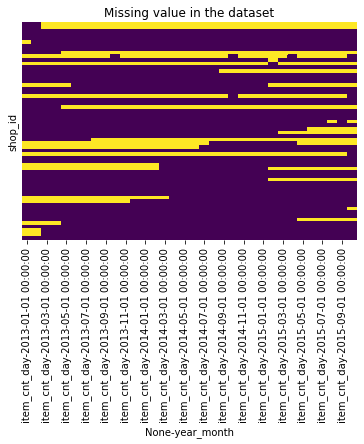 Missing value in the dataset
shop_id
item_cnt_day-2013-01-01 00:00:00
item_cnt_day-2013-03-01 00:00:00
item_cnt_day-2013-05-01 00:00:00
item_cnt_day-2013-07-01 00:00:00
item_cnt_day-2013-09-01 00:00:00
item_cnt_day-2013-11-01 00:00:00
item_cnt_day-2014-01-01 00:00:00
item_cnt_day-2014-03-01 00:00:00
item_cnt_day-2014-05-01 00:00:00
item_cnt_day-2014-07-01 00:00:00
item_cnt_day-2014-09-01 00:00:00
item_cnt_day-2014-11-01 00:00:00
item_cnt_day-2015-01-01 00:00:00
item_cnt_day-2015-03-01 00:00:00
item_cnt_day-2015-05-01 00:00:00
item_cnt_day-2015-07-01 00:00:00
item_cnt_day-2015-09-01 00:00:00
None-year_month